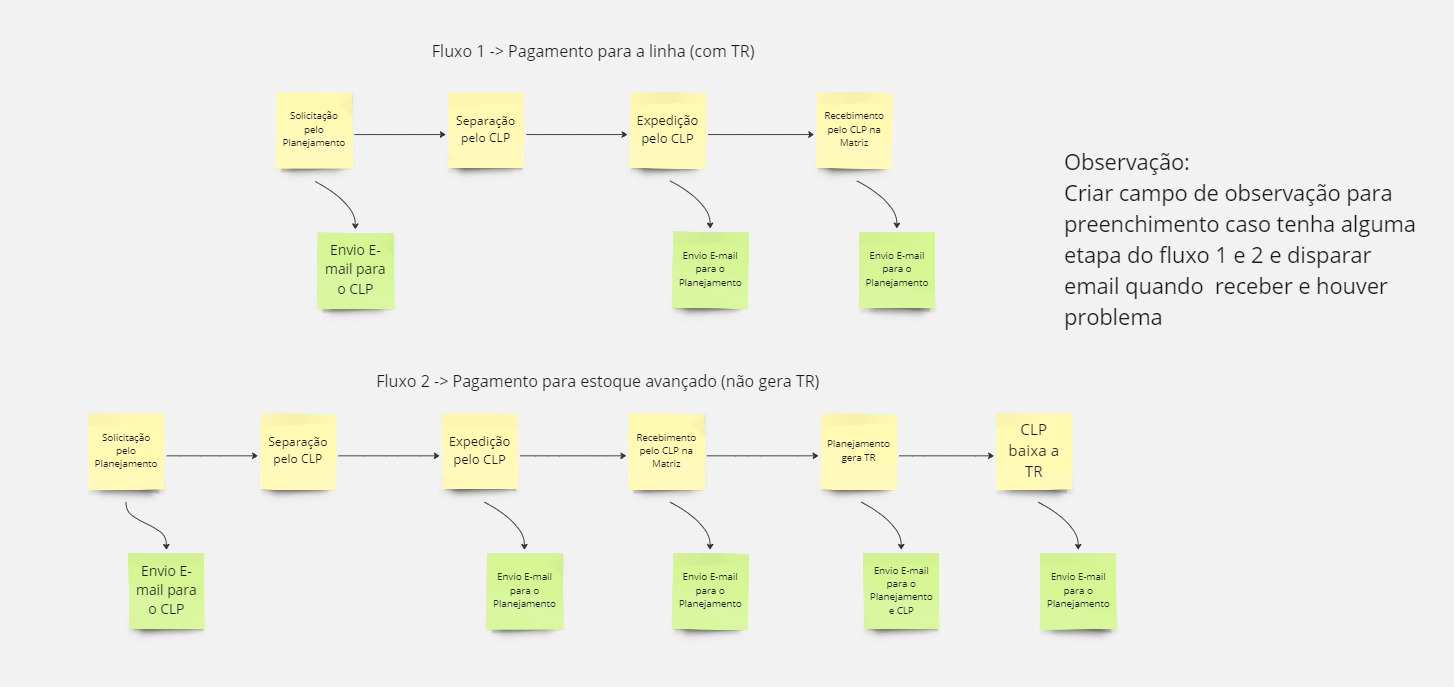 Fluxo 1 -> Pagamento para a linha (com TR)
Solicitação
pelo
Planejamento
Separação
pelo CLP
Expedição
pelo CLP
Recebimento
pelo CLP na
Matriz
Envio E-
mail para
o CLP
Envio E-mail
para o
Planejamento
Envio E-mail
para o
Planejamento
Observação:
Criar campo de observação para
preenchimento caso tenha alguma
etapa do fluxo 1 e 2 e disparar
email quando  receber e houver
problema
Fluxo 2 -> Pagamento para estoque avançado (não gera TR)
Solicitação
pelo
Planejamento
Separação
pelo CLP
Expedição
pelo CLP
Recebimento
pelo CLP na
Matriz
Planejamento
gera TR
CLP
baixa a
TR
Envio E-
mail para
o CLP
Envio E-mail
para o
Planejamento
Envio E-mail
para o
Planejamento
Envio E-mail
para o
Planejamento
e CLP
Envio E-mail
para o
Planejamento